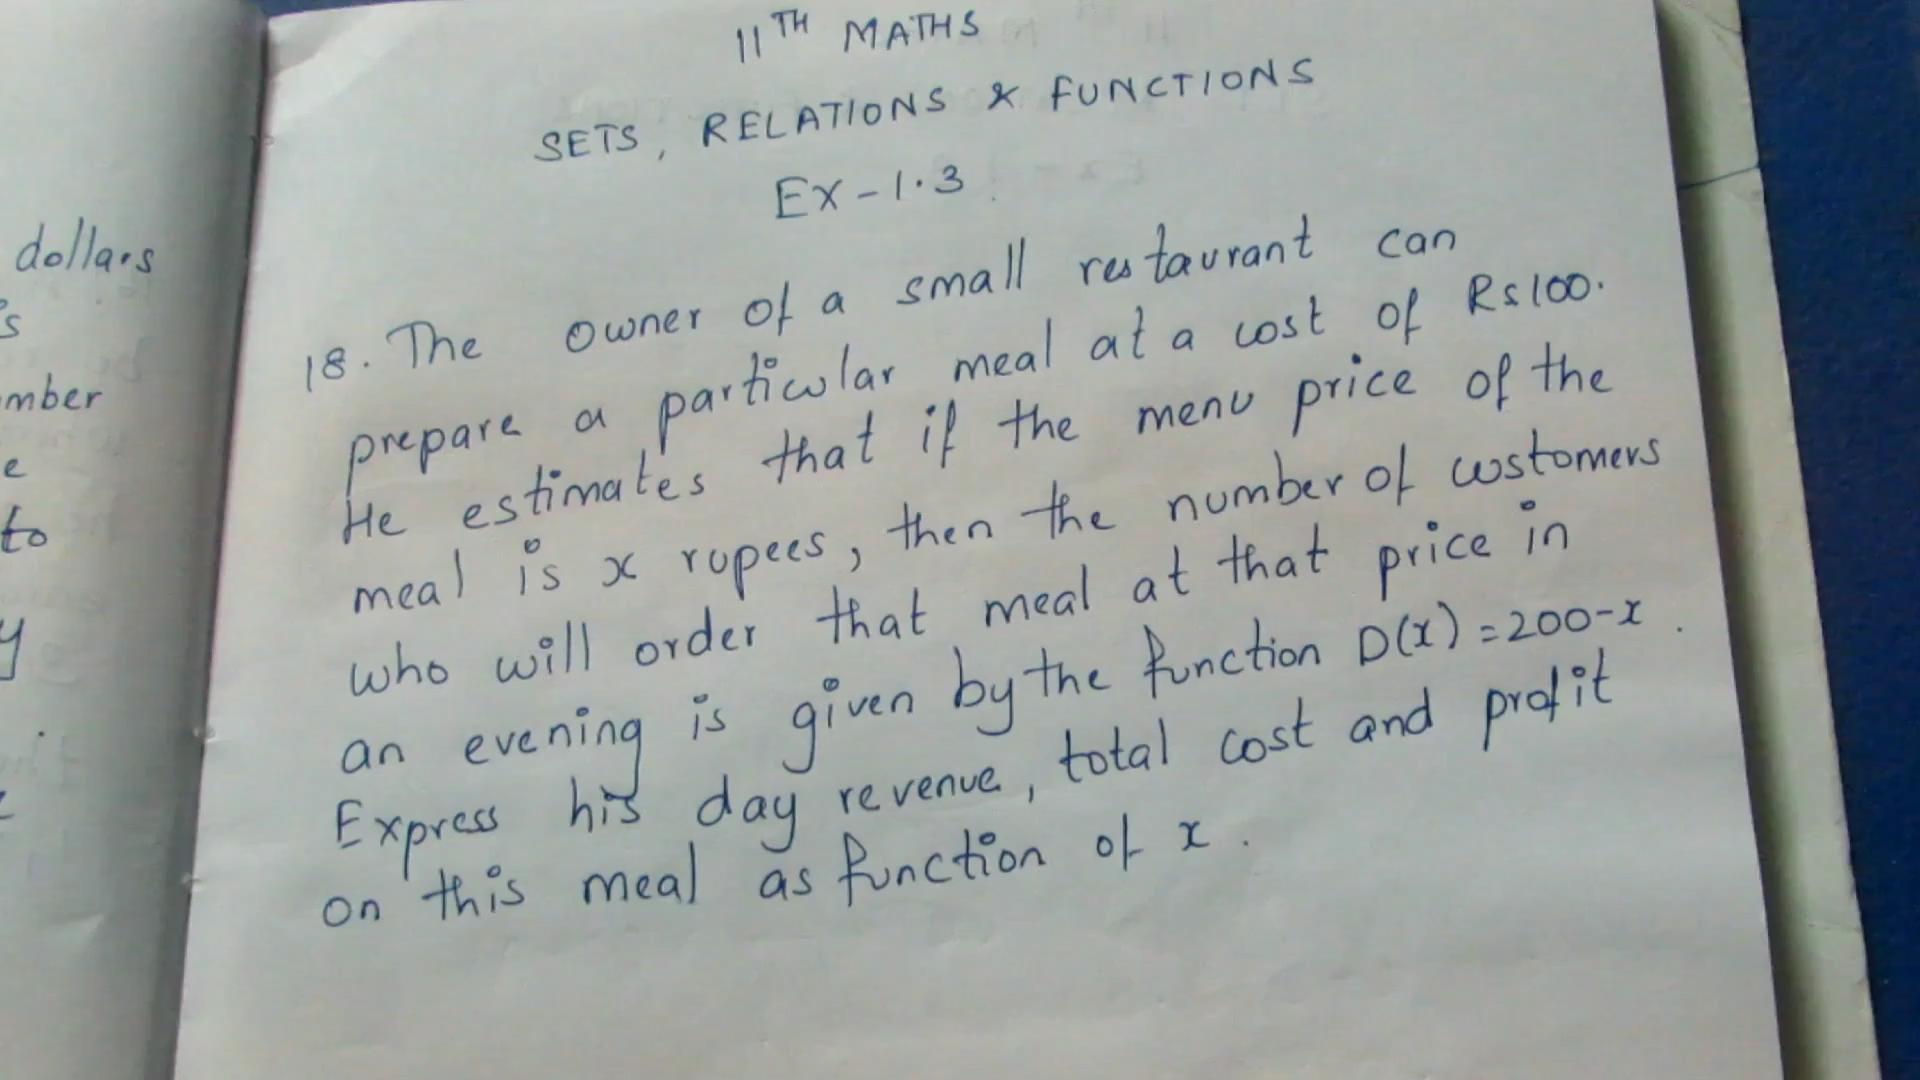 11TH MATHS
SETS, RELATIONS & FUNCTIONS
EX-1.3
18. The owner of a small restaurant can
prepare a particular meal at a cost of Rs100.
He estimates that if the menu price of the
meal is x rupees, then the number of customers
who will order that meal at that price in
an evening is given by the function D(x)=200-x.
Express his day revenue, total cost and profit
on this meal as function of x.
dollars
mber
e
to
y